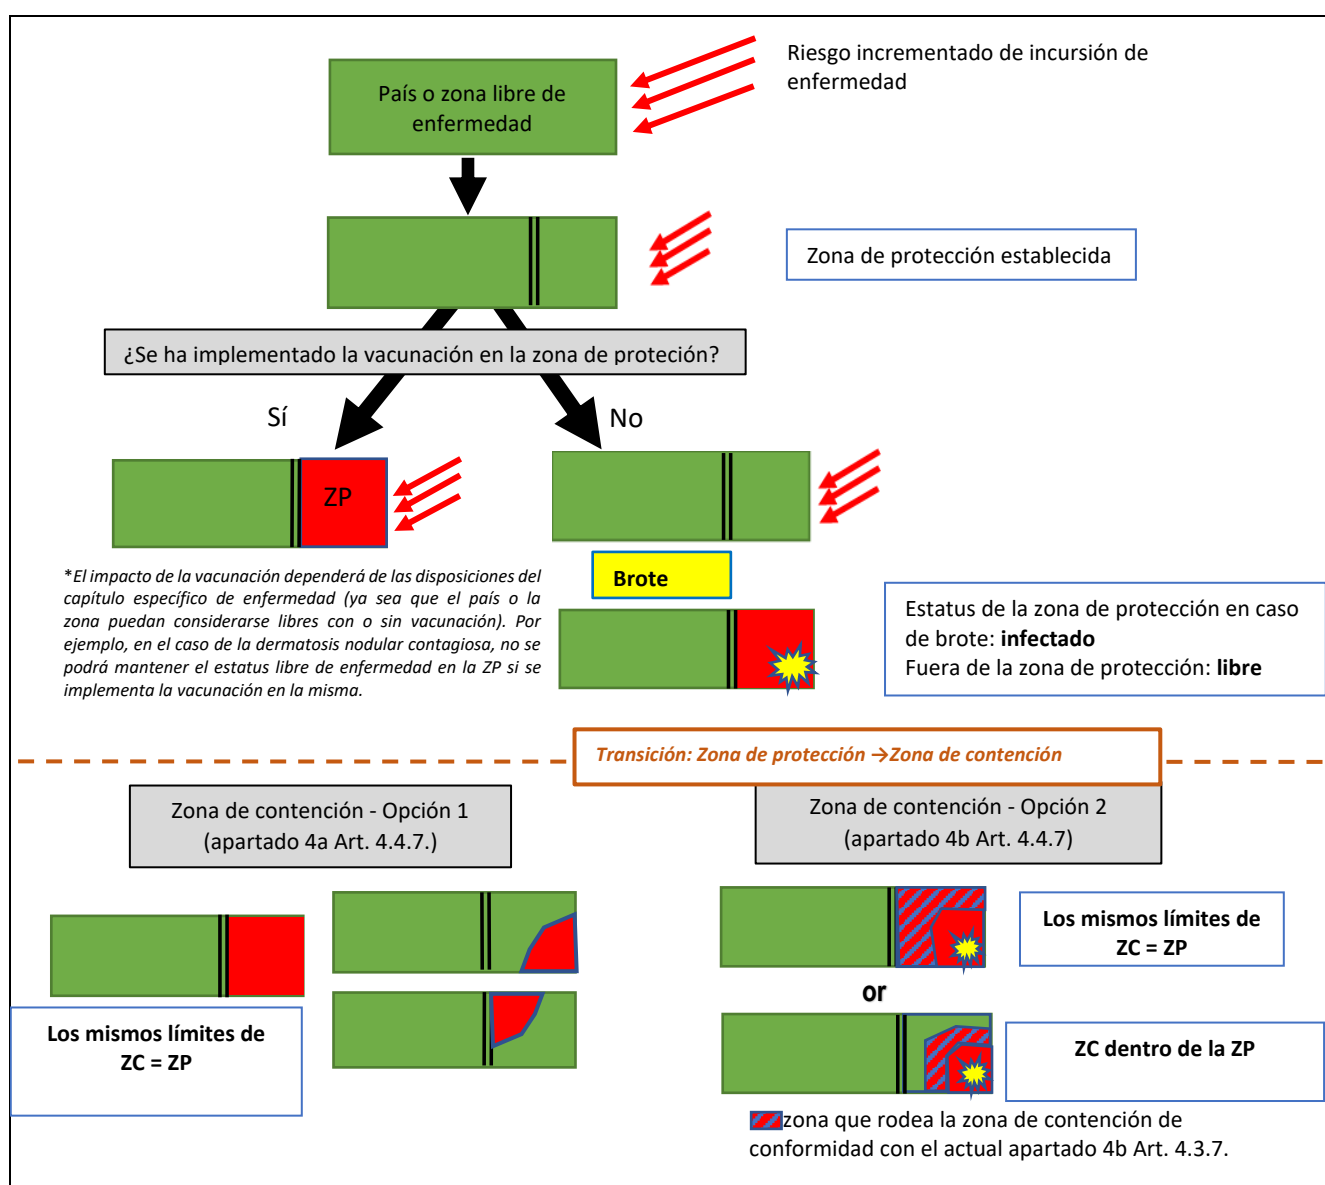 Riesgo incrementado de incursión de
enfermedad
País o zona libre de
enfermedad
Zona de protección establecida
¿Se ha implementado la vacunación en la zona de proteción?
Sí
No
ZP
*El impacto de la vacunación dependerá de las disposiciones del
capítulo específico de enfermedad (ya sea que el país o la
zona puedan considerarse libres con o sin vacunación). Por
ejemplo, en el caso de la dermatosis nodular contagiosa, no se
podrá mantener el estatus libre de enfermedad en la ZP si se
implementa la vacunación en la misma.
Brote
Estatus de la zona de protección en caso
de brote: infectado
Fuera de la zona de protección: libre
Transición: Zona de protección →Zona de contención
Zona de contención - Opción 1
(apartado 4a Art. 4.4.7.)
Zona de contención - Opción 2
(apartado 4b Art. 4.4.7)
Los mismos límites de
ZC = ZP
Los mismos límites de
ZC = ZP
or
ZC dentro de la ZP
zona que rodea la zona de contención de
conformidad con el actual apartado 4b Art. 4.3.7.